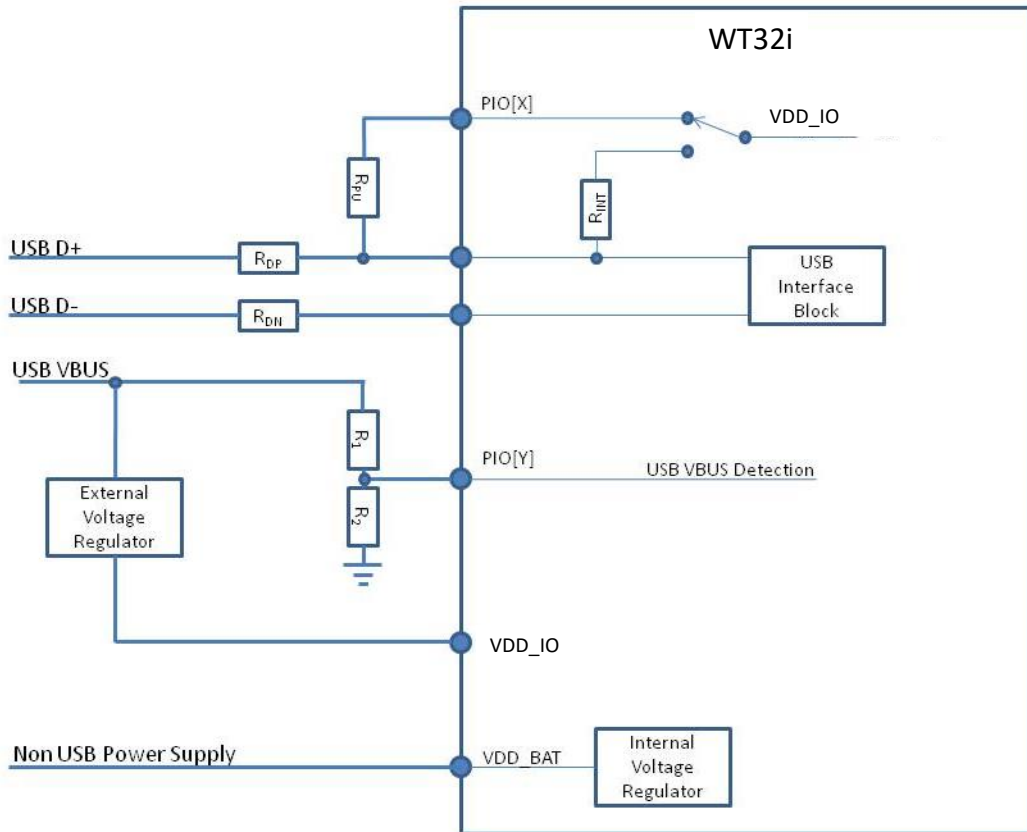 WT32i
PIO[X]
VDD_IO
RPU
RINT
USB D+
RDP
USB
Interface
Block
USB D-
RDN
USB VBUS
R1
PIO[Y]
USB VBUS Detection
External
Voltage
Regulator
R2
VDD_IO
Non USB Power Supply
VDD_BAT
Internal
Voltage
Regulator